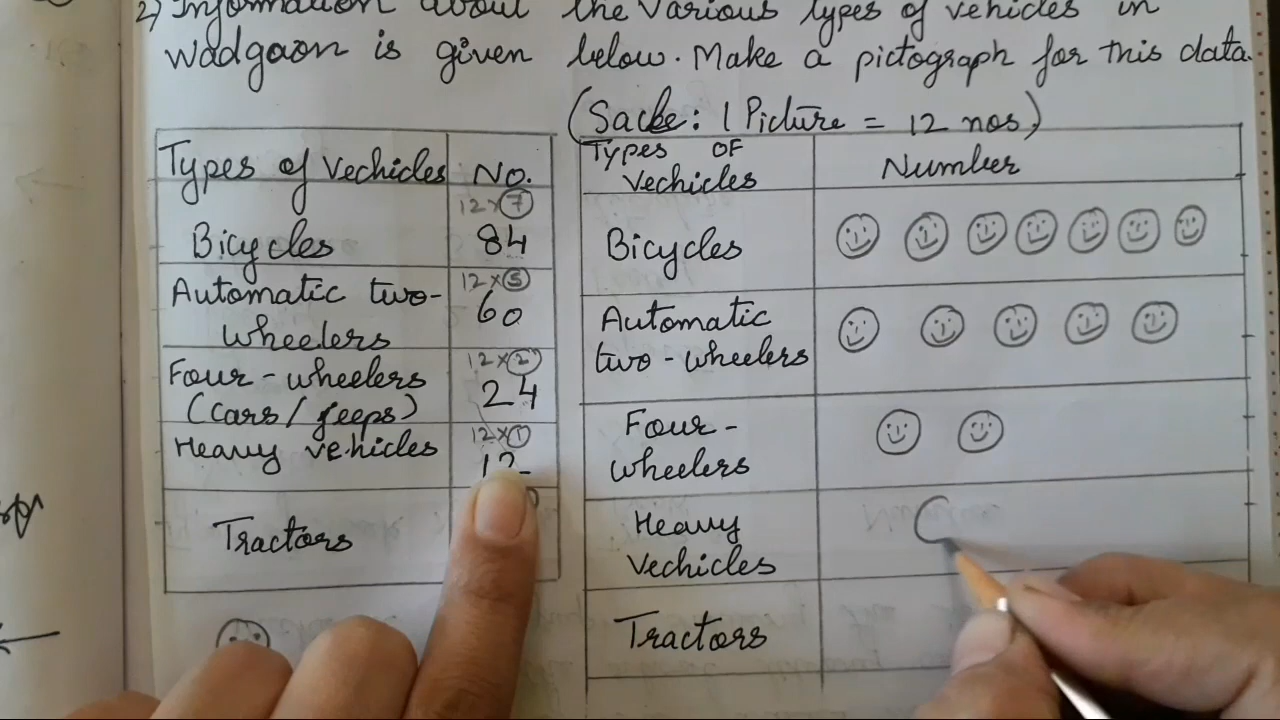 2) Information about the various types of vehicles in
Wadgaon is given below. Make a pictograph for this data.
(Sacle: 1 Picture = 12 nos)
Types of Vechicles No.
Bicycles 12 × 7 84
Automatic two-
wheelers 12 × 5 60
Four-wheelers
(cars/jeeps) 12 × 2 24
Heavy vehicles 12 × 1 12
Tractors
Types OF
Vechicles Number
Bicycles
Automatic
two-wheelers
Four-
wheelers
Heavy
Vechicles
Tractors